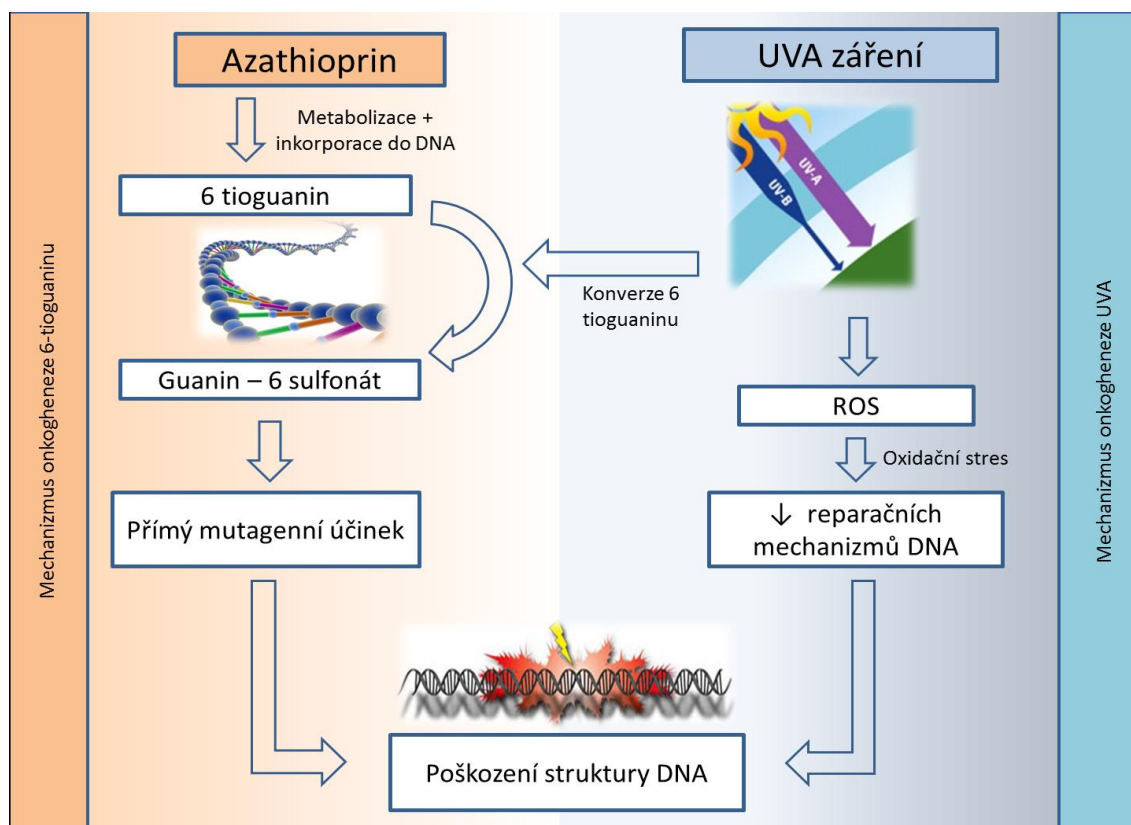 Mechanizmus onkogheneze 6-tioguaninu
Azathioprin
Metabolizace +
inkorporace do DNA
6 tioguanin
Guanin – 6 sulfonát
Přímý mutagenní účinek
UVA záření
UV-B
UV-A
Konverze 6
tioguaninu
ROS
Oxidační stres
↓ reparačních
mechanizmů DNA
Poškození struktury DNA
Mechanizmus onkogheneze UVA